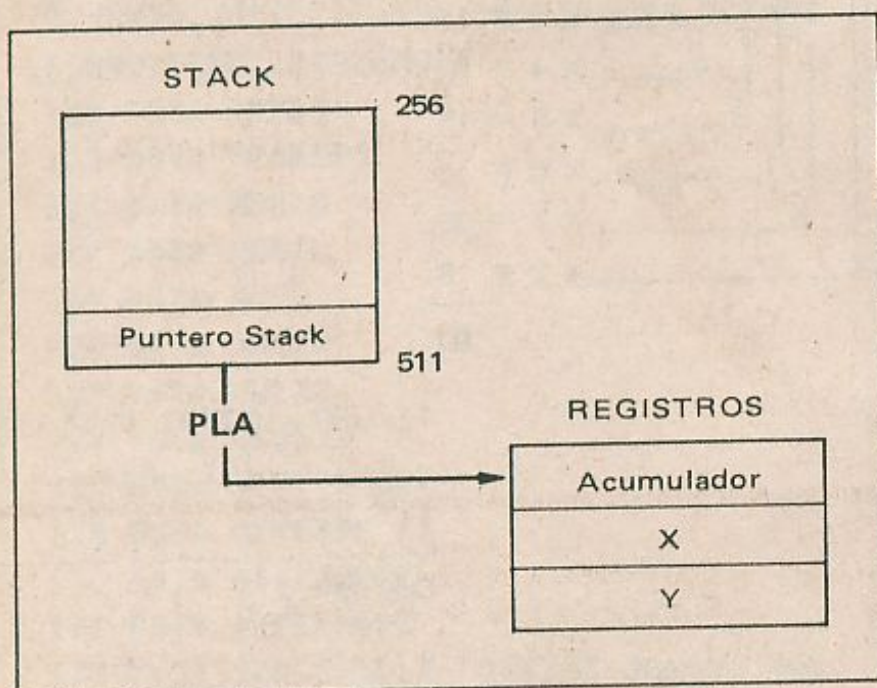 STACK
256
Puntero Stack
511
PLA
REGISTROS
Acumulador
X
Y